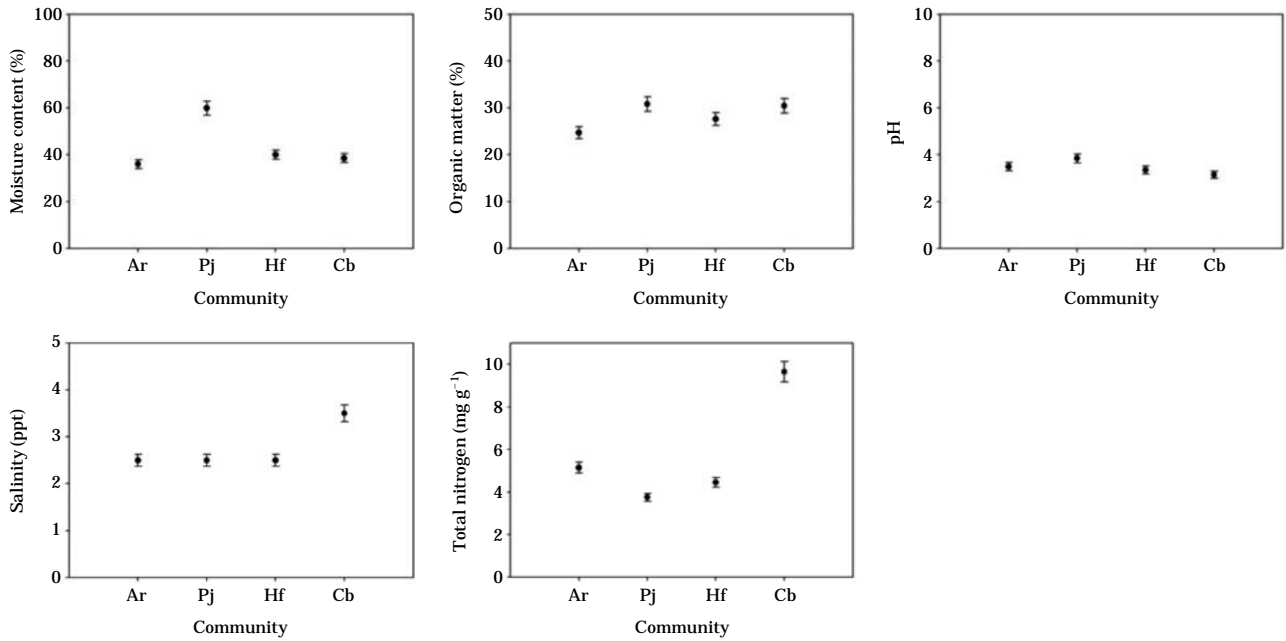 Moisture content (%)
100
80
60
40
20
0
Ar Pj Hf Cb
Community
Organic matter (%)
50
40
30
20
10
0
Ar Pj Hf Cb
Community
pH
10
8
6
4
2
0
Ar Pj Hf Cb
Community
Salinity (ppt)
5
4
3
2
1
0
Ar Pj Hf Cb
Community
Total nitrogen (mg g⁻¹)
10
8
6
4
2
0
Ar Pj Hf Cb
Community